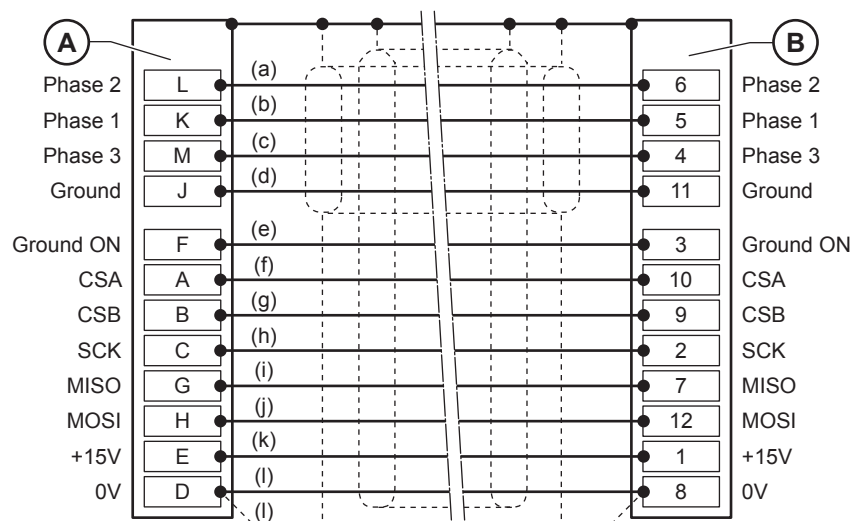 A B
Phase 2 L (a) 6 Phase 2
Phase 1 K (b) 5 Phase 1
Phase 3 M (c) 4 Phase 3
Ground J (d) 11 Ground
Ground ON F (e) 3 Ground ON
CSA A (f) 10 CSA
CSB B (g) 9 CSB
SCK C (h) 2 SCK
MISO G (i) 7 MISO
MOSI H (j) 12 MOSI
+15V E (k) 1 +15V
0V D (l) 8 0V
(l)